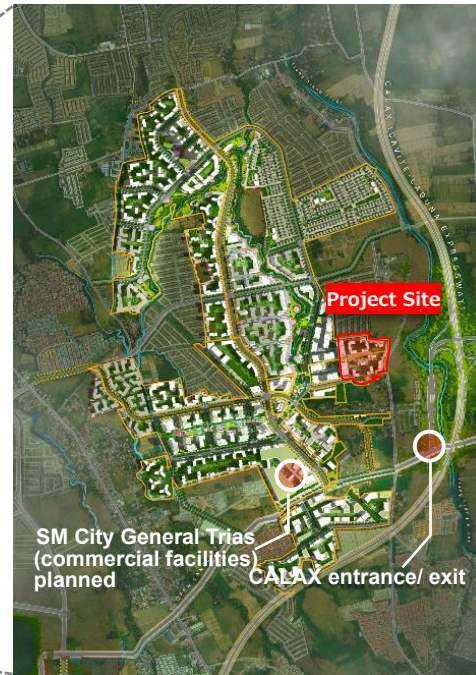 CALAX (CAVITE-LAGUNA EXPRESSWAY)
Project Site
SM City General Trias
(commercial facilities)
planned
CALAX entrance/ exit